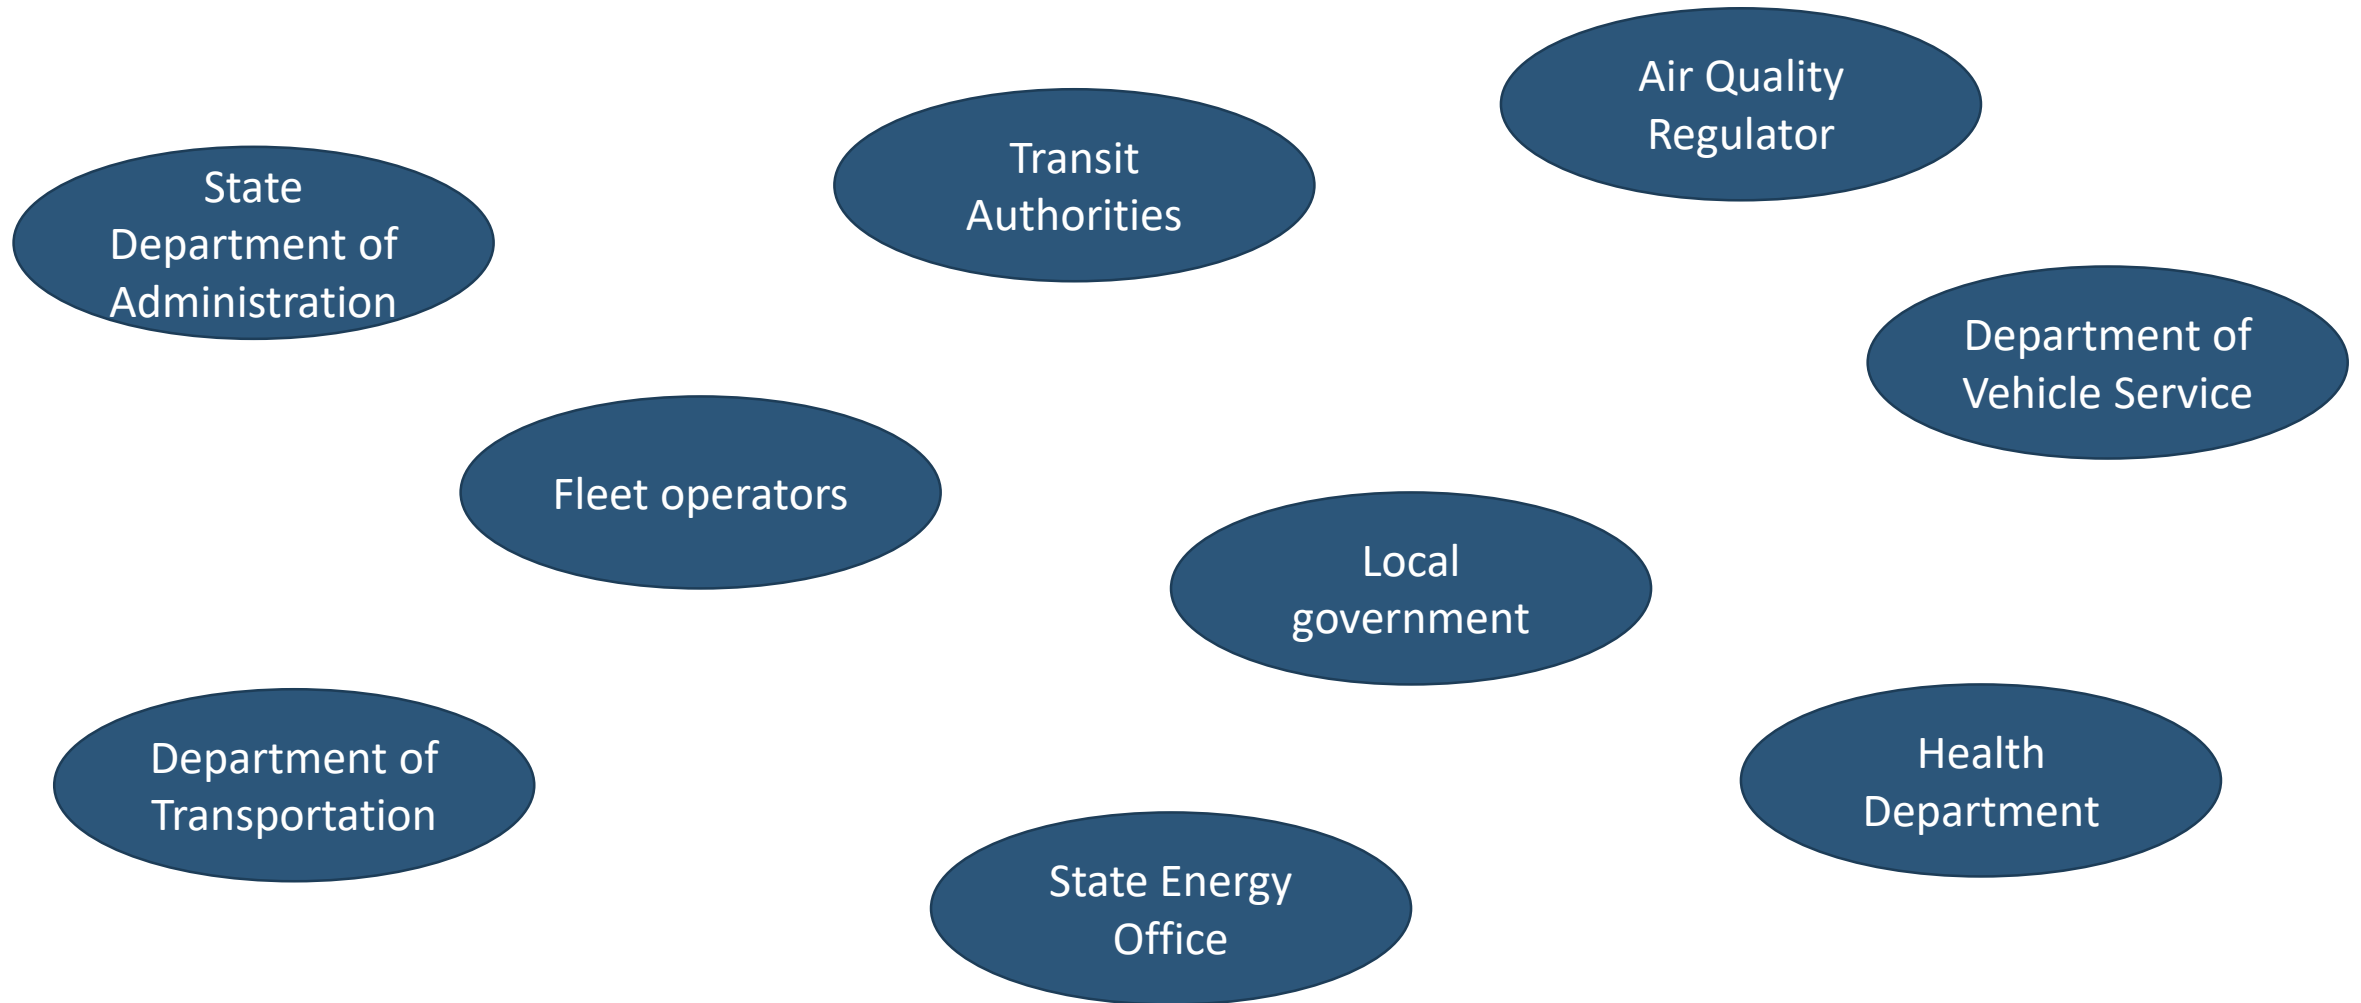 Air Quality
Regulator
Transit
Authorities
State
Department of
Administration
Department of
Vehicle Service
Fleet operators
Local
government
Department of
Transportation
Health
Department
State Energy
Office